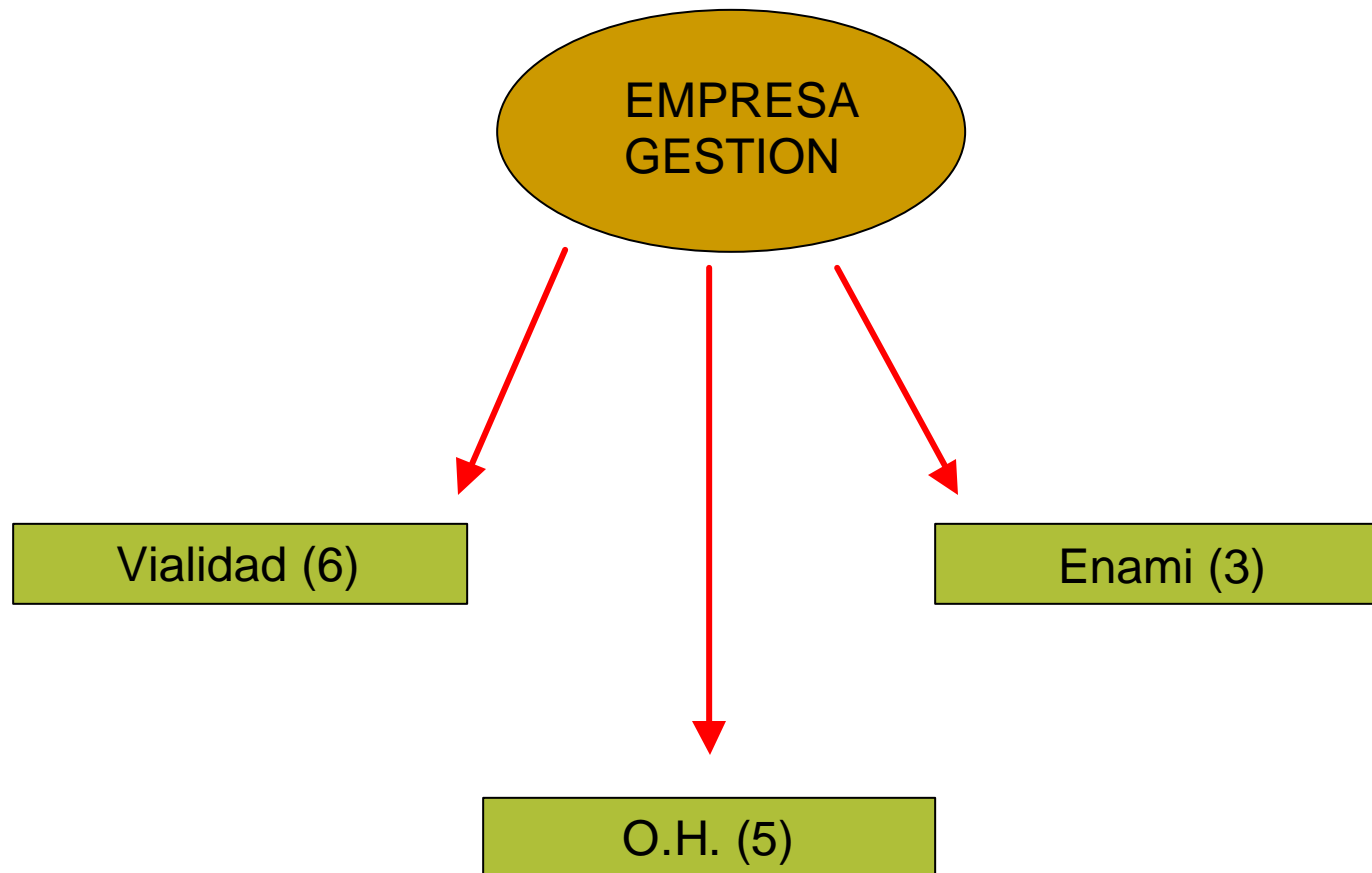 EMPRESA
GESTION
Vialidad (6)
Enami (3)
O.H. (5)